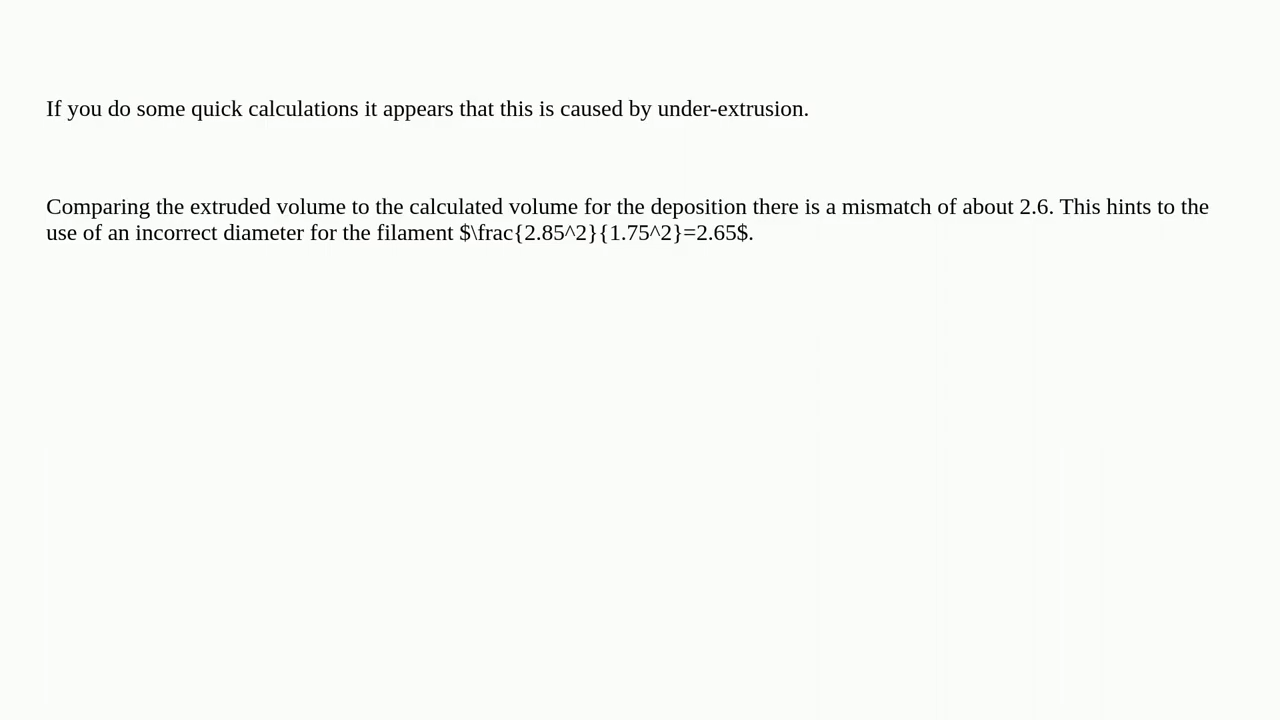 If you do some quick calculations it appears that this is caused by under-extrusion.
Comparing the extruded volume to the calculated volume for the deposition there is a mismatch of about 2.6. This hints to the
use of an incorrect diameter for the filament $\frac{2.85^2}{1.75^2}=2.65$.